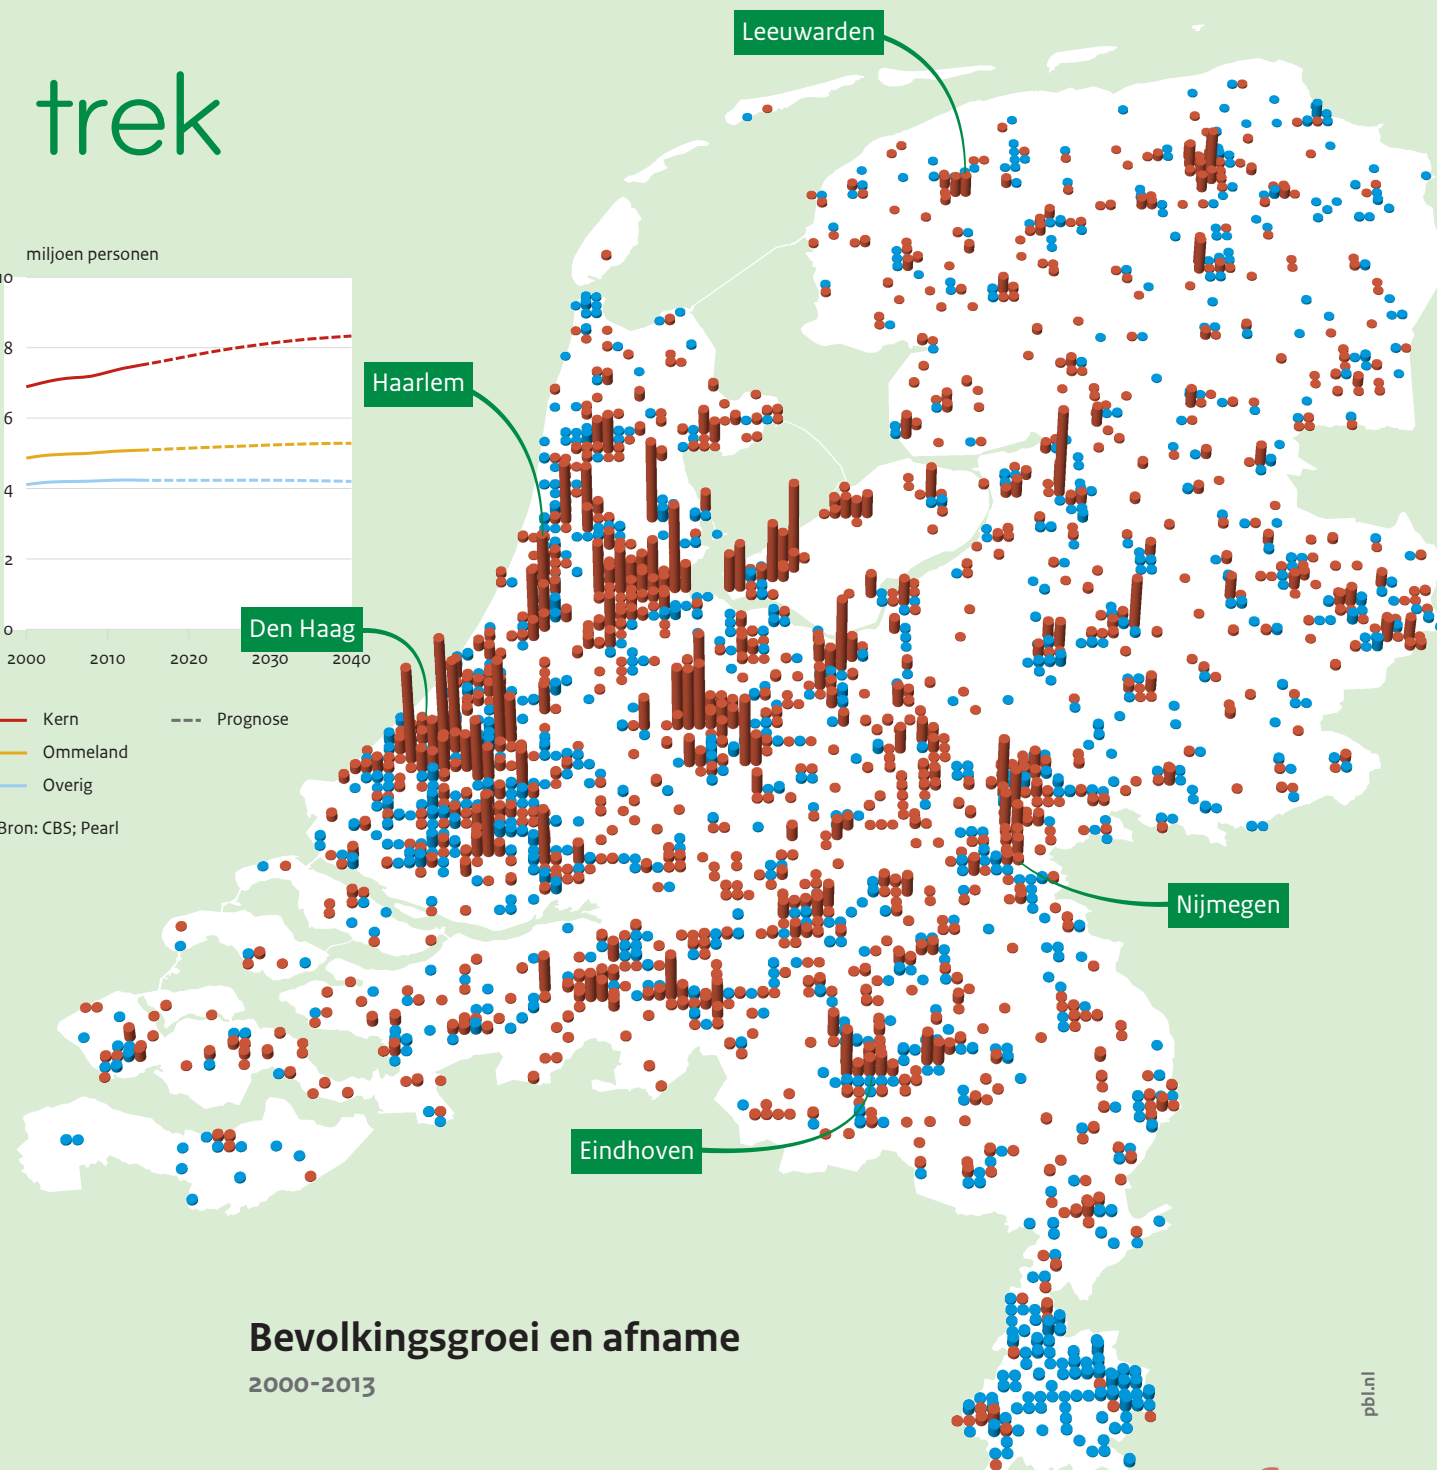 Leeuwarden
trek
miljoen personen
10
8
Haarlem
6
4
2
0
Den Haag
2000 2010 2020 2030 2040
Kern Prognose
Ommeland
Overig
Bron: CBS; Pearl
Nijmegen
Eindhoven
Bevolkingsgroei en afname
2000-2013
pbl.nl